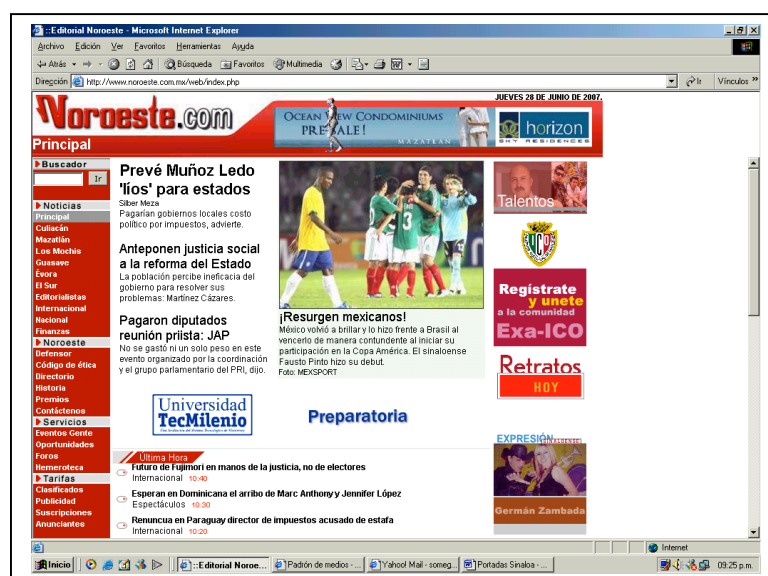 ::Editorial Noroeste - Microsoft Internet Explorer
Archivo Edición Ver Favoritos Herramientas Ayuda
Atrás Búsqueda Favoritos Multimedia
Dirección http://www.noroeste.com.mx/web/index.php Ir Vínculos »
JUEVES 28 DE JUNIO DE 2007.
Noroeste.com
OCEAN VIEW CONDOMINIUMS
PRE-SALE!
MAZATLAN
horizon
SKY RESIDENCES
Principal
Buscador
Ir
Noticias
Principal
Culiacán
Mazatlán
Los Mochis
Guasave
Évora
El Sur
Editorialistas
Internacional
Nacional
Finanzas
Noroeste
Defensor
Código de ética
Directorio
Historia
Premios
Contáctenos
Servicios
Eventos Gente
Oportunidades
Foros
Hemeroteca
Tarifas
Clasificados
Publicidad
Suscripciones
Anunciantes
Prevé Muñoz Ledo
'líos' para estados
Silber Meza
Pagarían gobiernos locales costo
político por impuestos, advierte.
Anteponen justicia social
a la reforma del Estado
La población percibe ineficacia del
gobierno para resolver sus
problemas: Martínez Cázares.
Pagaron diputados
reunión priista: JAP
No se gastó ni un solo peso en este
evento organizado por la coordinación
y el grupo parlamentario del PRI, dijo.
3
¡Resurgen mexicanos!
México volvió a brillar y lo hizo frente a Brasil al
vencerlo de manera contundente al iniciar su
participación en la Copa América. El sinaloense
Fausto Pinto hizo su debut.
Foto: MEXSPORT
Universidad
TecMilenio
Preparatoria
Última Hora
Futuro de Fujimori en manos de la justicia, no de electores
Internacional 10:40
Esperan en Dominicana el arribo de Marc Anthony y Jennifer López
Espectáculos 10:30
Renuncua en Paraguay director de impuestos acusado de estafa
Internacional 10:20
Talentos
ICO
Regístrate
y unete
a la comunidad
Exa-ICO
Retratos
HOY
EXPRESIÓN
Germán Zambada
Internet
Inicio ::Editorial Noroe... Padrón de medios - ... Yahoo! Mail - someg... Portadas Sinaloa - ... 09:25 p.m.